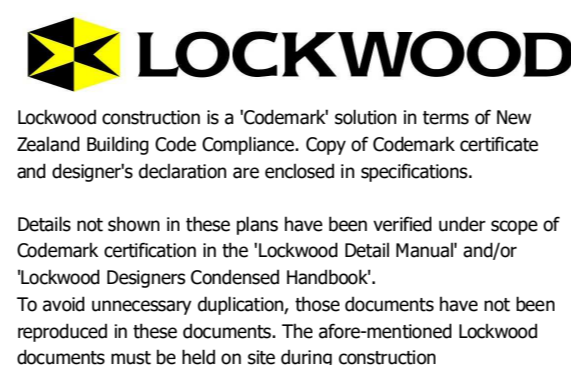 LOCKWOOD
Lockwood construction is a 'Codemark' solution in terms of New
Zealand Building Code Compliance. Copy of Codemark certificate
and designer's declaration are enclosed in specifications.
Details not shown in these plans have been verified under scope of
Codemark certification in the 'Lockwood Detail Manual' and/or
'Lockwood Designers Condensed Handbook'.
To avoid unnecessary duplication, those documents have not been
reproduced in these documents. The afore-mentioned Lockwood
documents must be held on site during construction